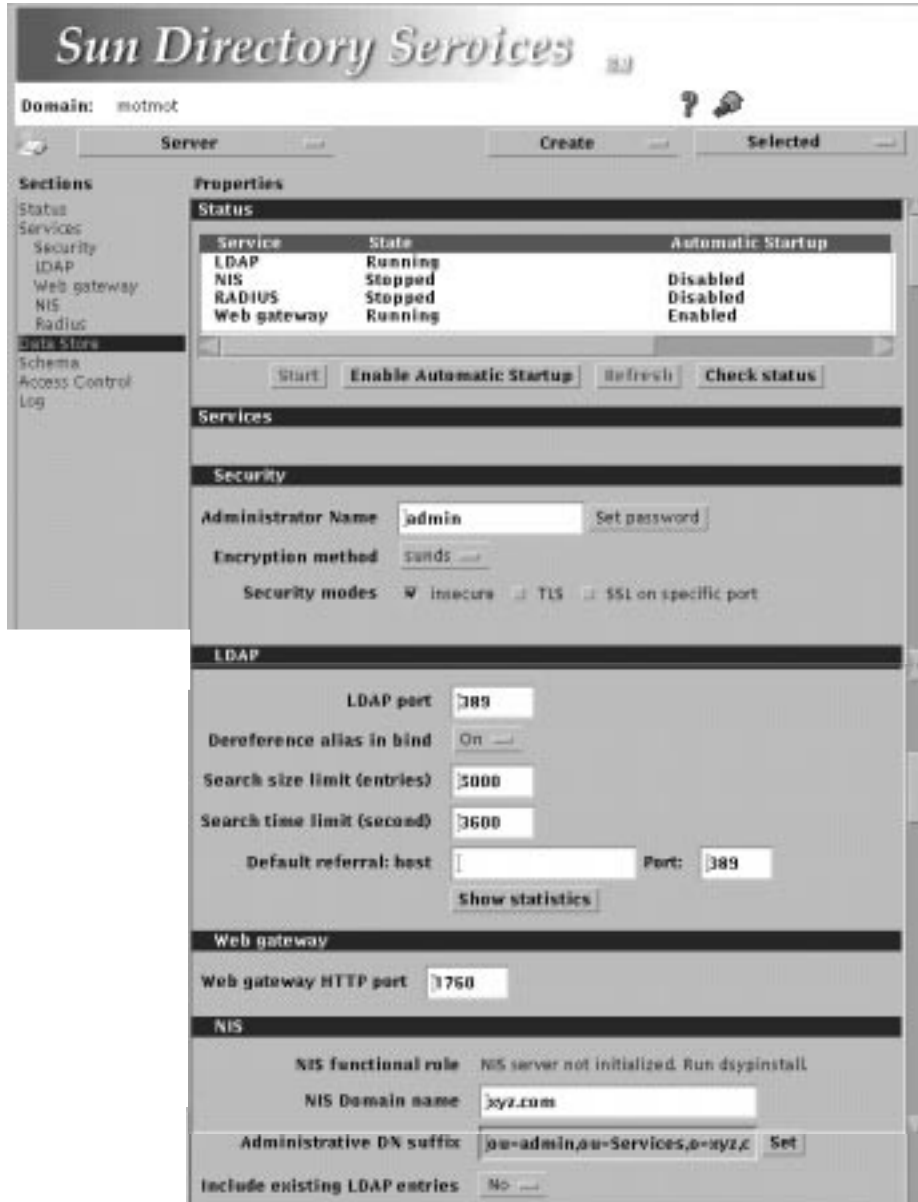 Sun Directory Services 3.1
Domain: motmot
Server Create Selected
Sections
Status
Services
Security
LDAP
Web gateway
NIS
Radius
Data Store
Schema
Access Control
Log
Properties
Status
Service State Automatic Startup
LDAP Running
NIS Stopped Disabled
RADIUS Stopped Disabled
Web gateway Running Enabled
Start Enable Automatic Startup Refresh Check status
Services
Security
Administrator Name admin Set password
Encryption method sunds
Security modes insecure TLS SSL on specific port
LDAP
LDAP port 389
Dereference alias in bind On
Search size limit (entries) 5000
Search time limit (second) 3600
Default referral: host Port: 389
Show statistics
Web gateway
Web gateway HTTP port 1760
NIS
NIS functional role NIS server not initialized. Run dsypinstall.
NIS Domain name xyz.com
Administrative DN suffix ou=admin,ou=Services,o=xyz,c Set
Include existing LDAP entries No